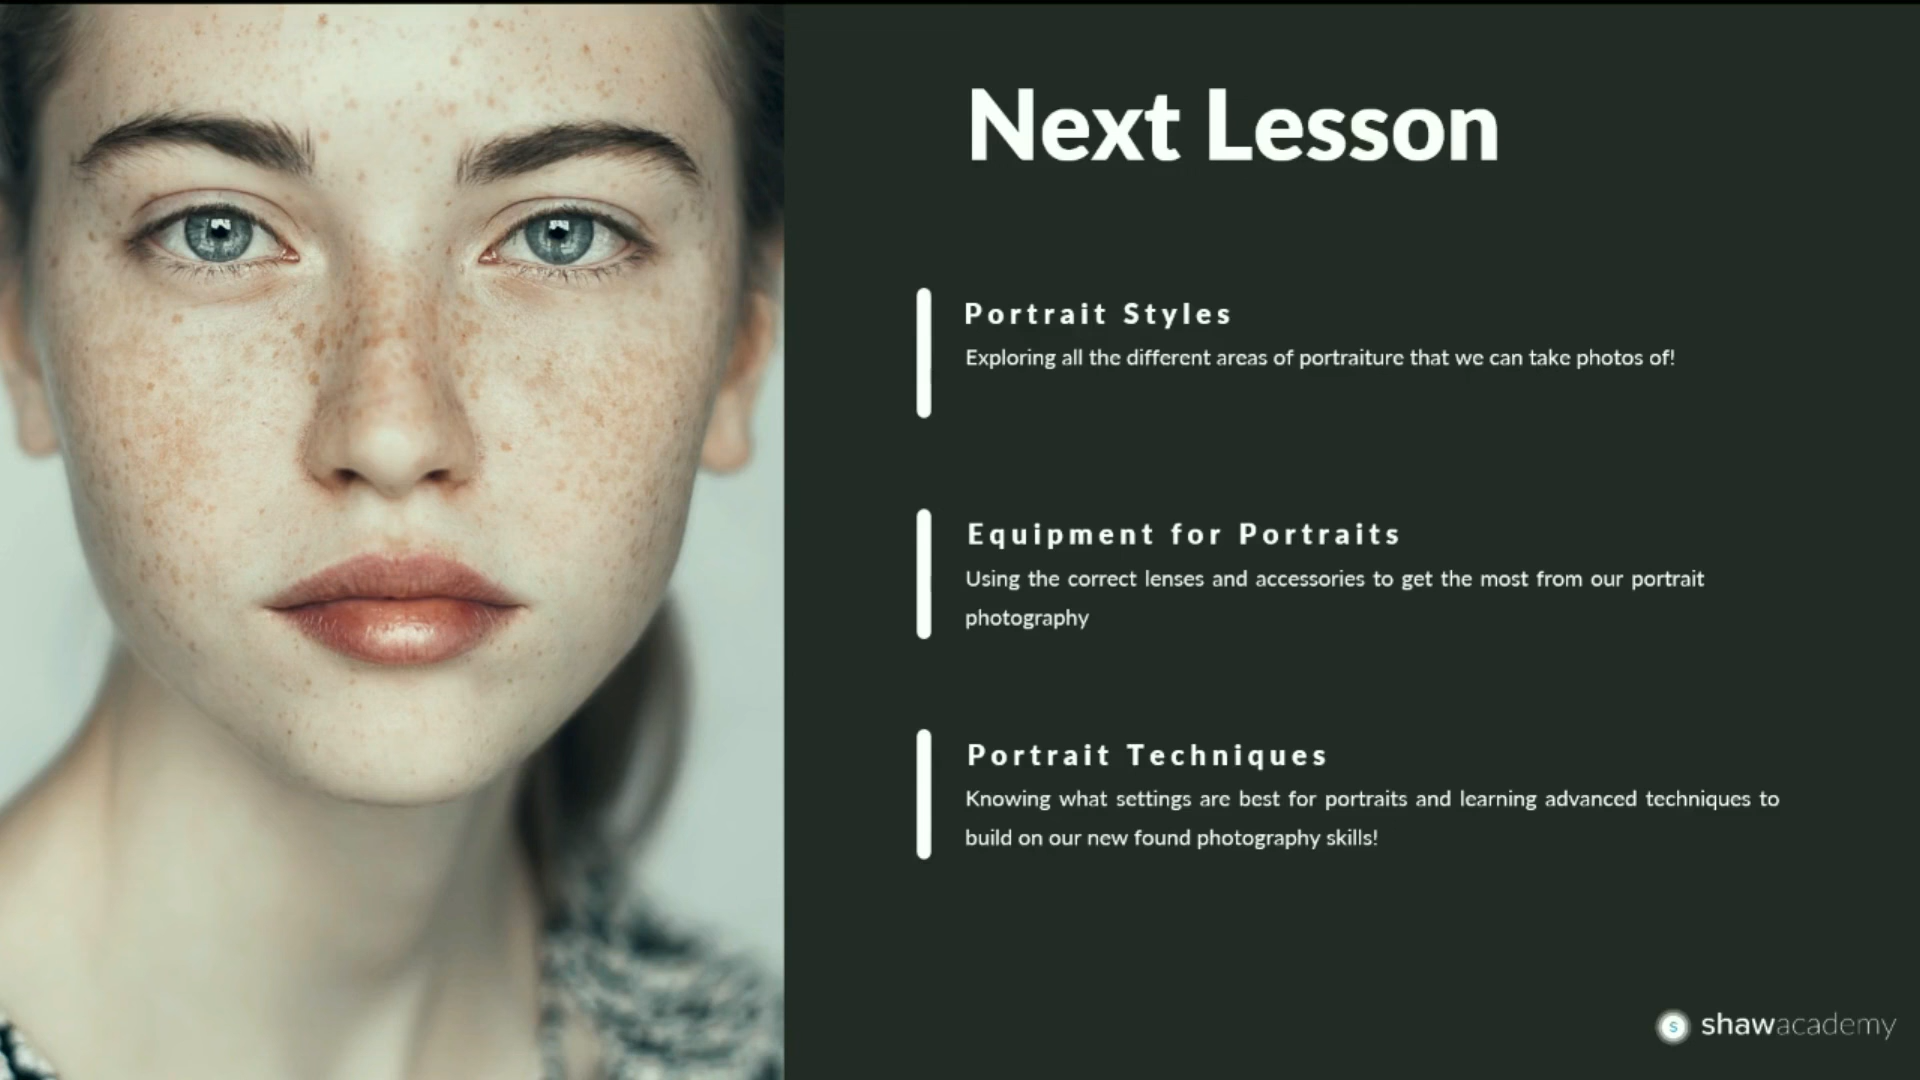 Next Lesson
Portrait Styles
Exploring all the different areas of portraiture that we can take photos of!
Equipment for Portraits
Using the correct lenses and accessories to get the most from our portrait
photography
Portrait Techniques
Knowing what settings are best for portraits and learning advanced techniques to
build on our new found photography skills!
s shawacademy